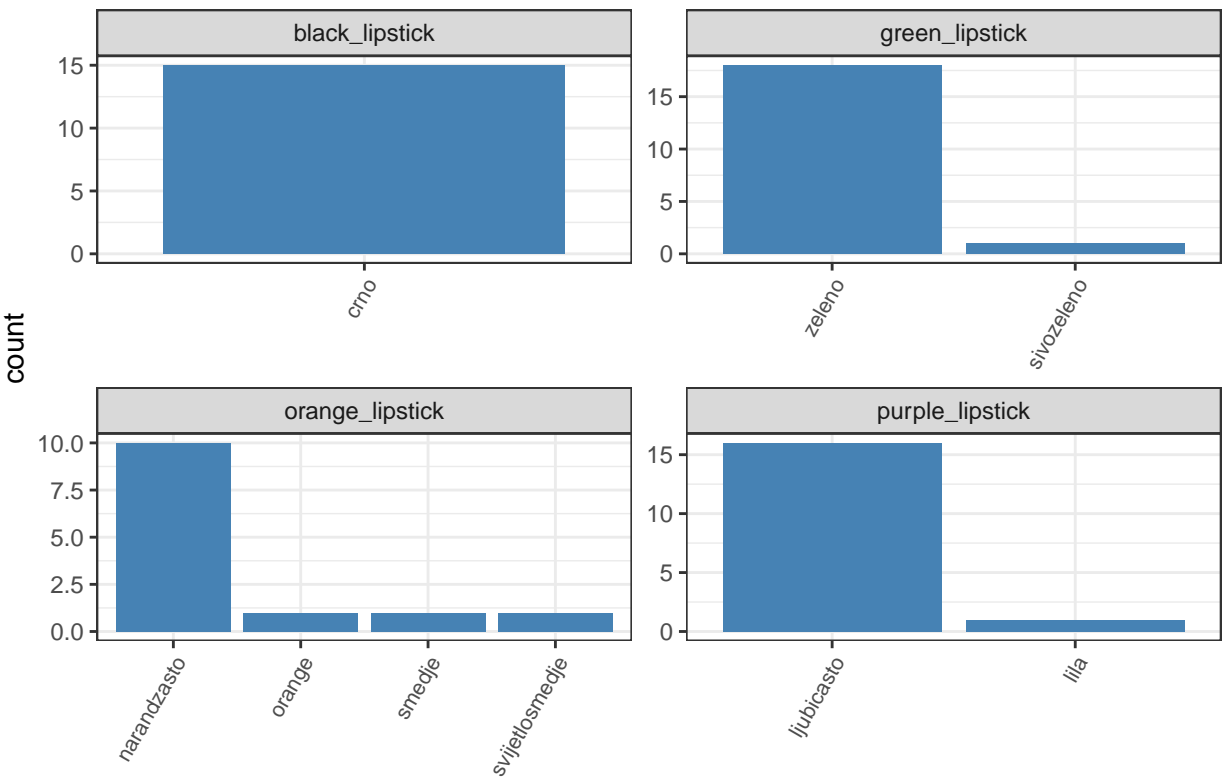 black_lipstick
green_lipstick
15
10
5
0
15
10
5
0
crno
zeleno
sivozeleno
count
orange_lipstick
purple_lipstick
10.0
7.5
5.0
2.5
0.0
15
10
5
0
narandzasto
orange
smedje
svijetlosmedje
ljubicasto
lila